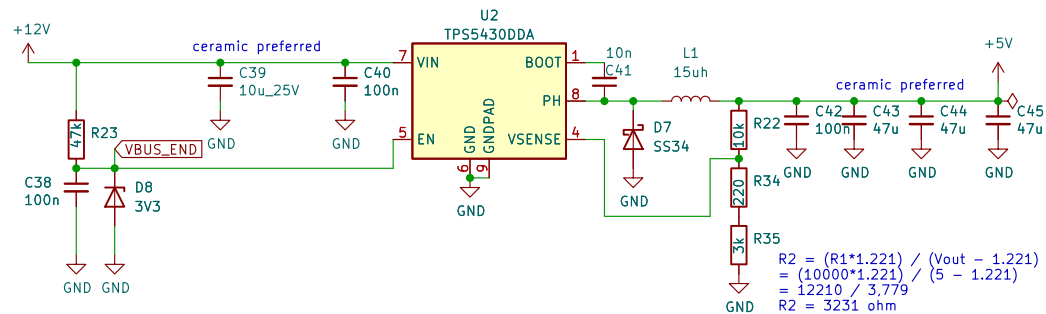 U2
TPS5430DDA
+12V
ceramic preferred
7
VIN
BOOT
1
10n
C41
L1
15uh
+5V
ceramic preferred
C39
10u_25V
C40
100n
PH
8
R23
47k
5
EN
VSENSE
4
D7
SS34
R22
10k
C42
100n
C43
47u
C44
47u
C45
47u
VBUS_END
GND
GND
GND
GNDPAD
6
9
GND
GND
GND
GND
GND
GND
C38
100n
D8
3V3
R34
220
R35
3k
GND
GND
GND
R2 = (R1*1.221) / (Vout - 1.221)
= (10000*1.221) / (5 - 1.221)
= 12210 / 3,779
R2 = 3231 ohm